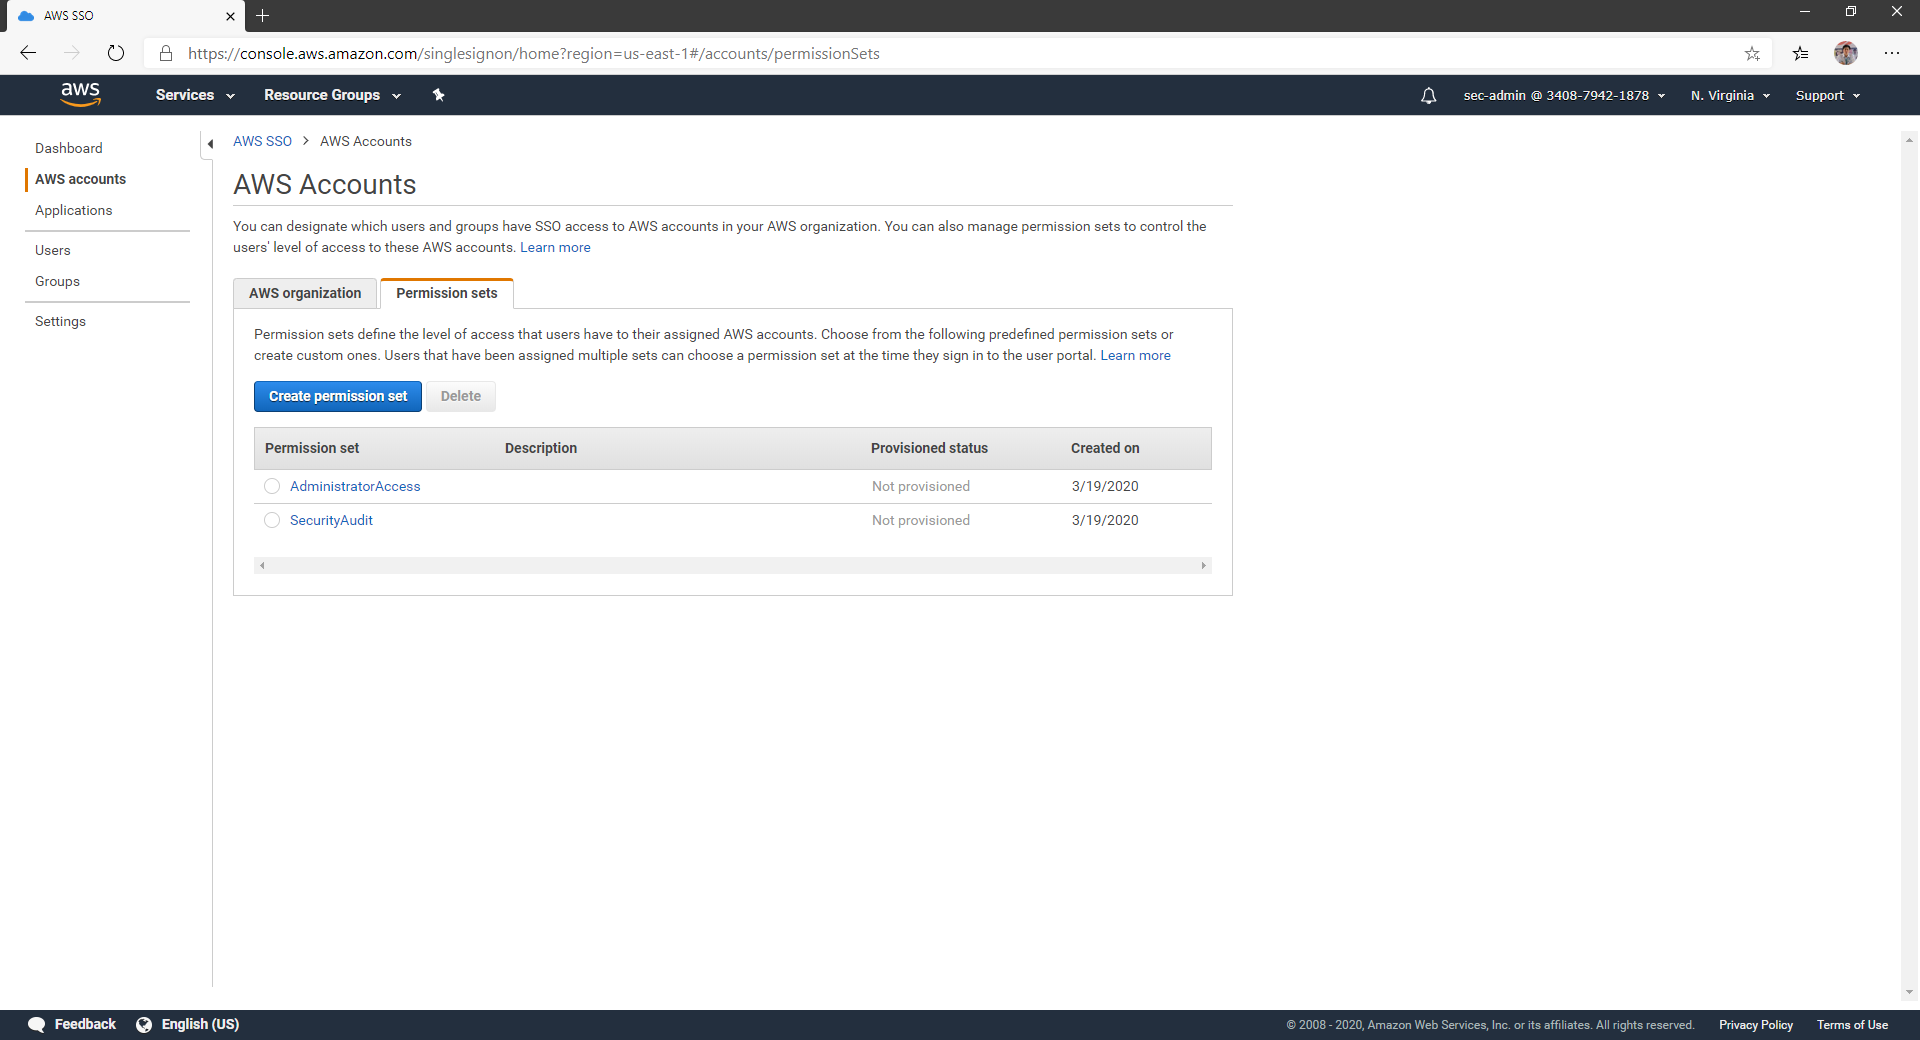 AWS SSO
https://console.aws.amazon.com/singlesignon/home?region=us-east-1#/accounts/permissionSets
aws Services Resource Groups sec-admin @ 3408-7942-1878 N. Virginia Support
Dashboard
AWS accounts
Applications
Users
Groups
Settings
AWS SSO > AWS Accounts
AWS Accounts
You can designate which users and groups have SSO access to AWS accounts in your AWS organization. You can also manage permission sets to control the
users' level of access to these AWS accounts. Learn more
AWS organization Permission sets
Permission sets define the level of access that users have to their assigned AWS accounts. Choose from the following predefined permission sets or
create custom ones. Users that have been assigned multiple sets can choose a permission set at the time they sign in to the user portal. Learn more
Create permission set Delete
Permission set Description Provisioned status Created on
AdministratorAccess Not provisioned 3/19/2020
SecurityAudit Not provisioned 3/19/2020
Feedback English (US) © 2008 - 2020, Amazon Web Services, Inc. or its affiliates. All rights reserved. Privacy Policy Terms of Use